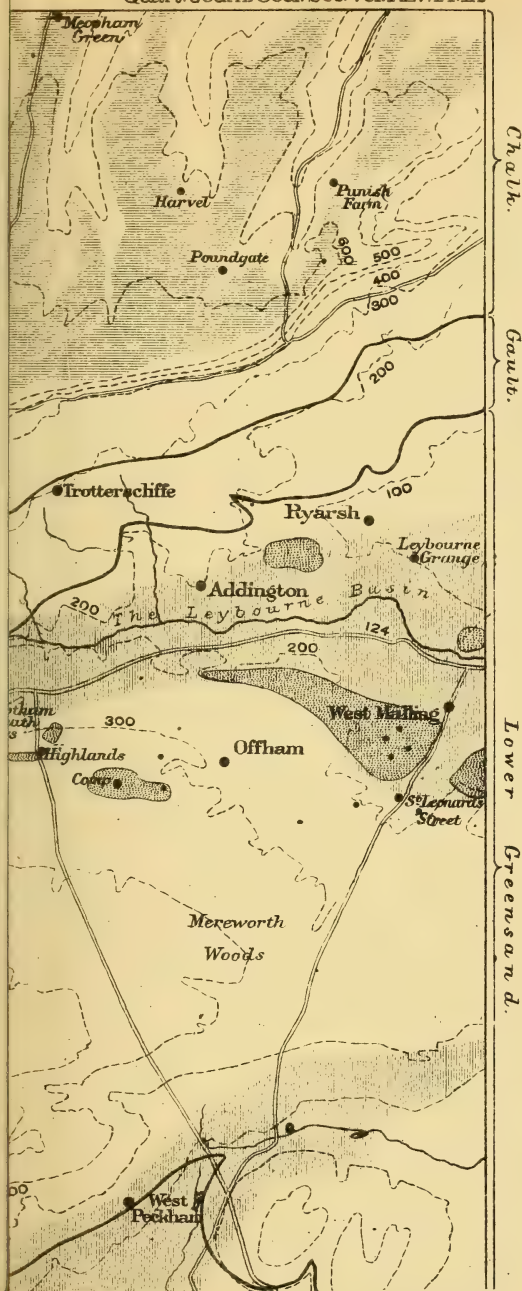 Meopham
Green
Chalk.
Punish
Farm
Harvel
600
500
Poundgate
400
300
Gault.
200
Trotterscliffe
100
Ryarsh
Leybourne
Grange
Addington
200
The Leybourne Basin
124
200
West Malling
300
Highlands
Offham
Comp
St. Leonards
Street
Lower Greensand.
Mereworth
Woods
West
Peckham